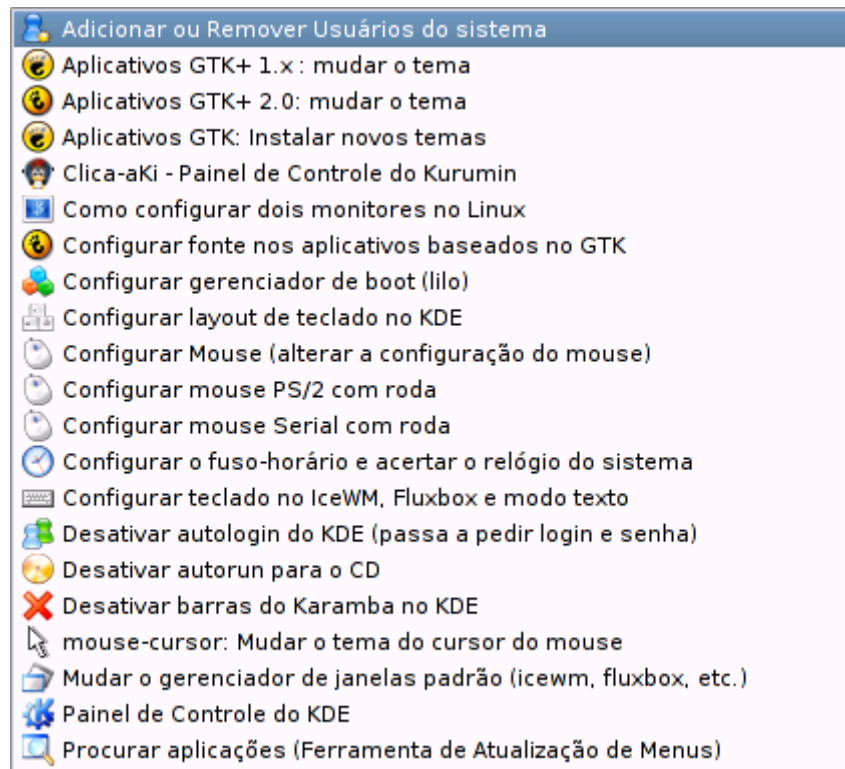 Adicionar ou Remover Usuários do sistema
Aplicativos GTK+ 1.x : mudar o tema
Aplicativos GTK+ 2.0: mudar o tema
Aplicativos GTK: Instalar novos temas
Clica-aKi - Painel de Controle do Kurumin
Como configurar dois monitores no Linux
Configurar fonte nos aplicativos baseados no GTK
Configurar gerenciador de boot (lilo)
Configurar layout de teclado no KDE
Configurar Mouse (alterar a configuração do mouse)
Configurar mouse PS/2 com roda
Configurar mouse Serial com roda
Configurar o fuso-horário e acertar o relógio do sistema
Configurar teclado no IceWM, Fluxbox e modo texto
Desativar autologin do KDE (passa a pedir login e senha)
Desativar autorun para o CD
Desativar barras do Karamba no KDE
mouse-cursor: Mudar o tema do cursor do mouse
Mudar o gerenciador de janelas padrão (icewm, fluxbox, etc.)
Painel de Controle do KDE
Procurar aplicações (Ferramenta de Atualização de Menus)